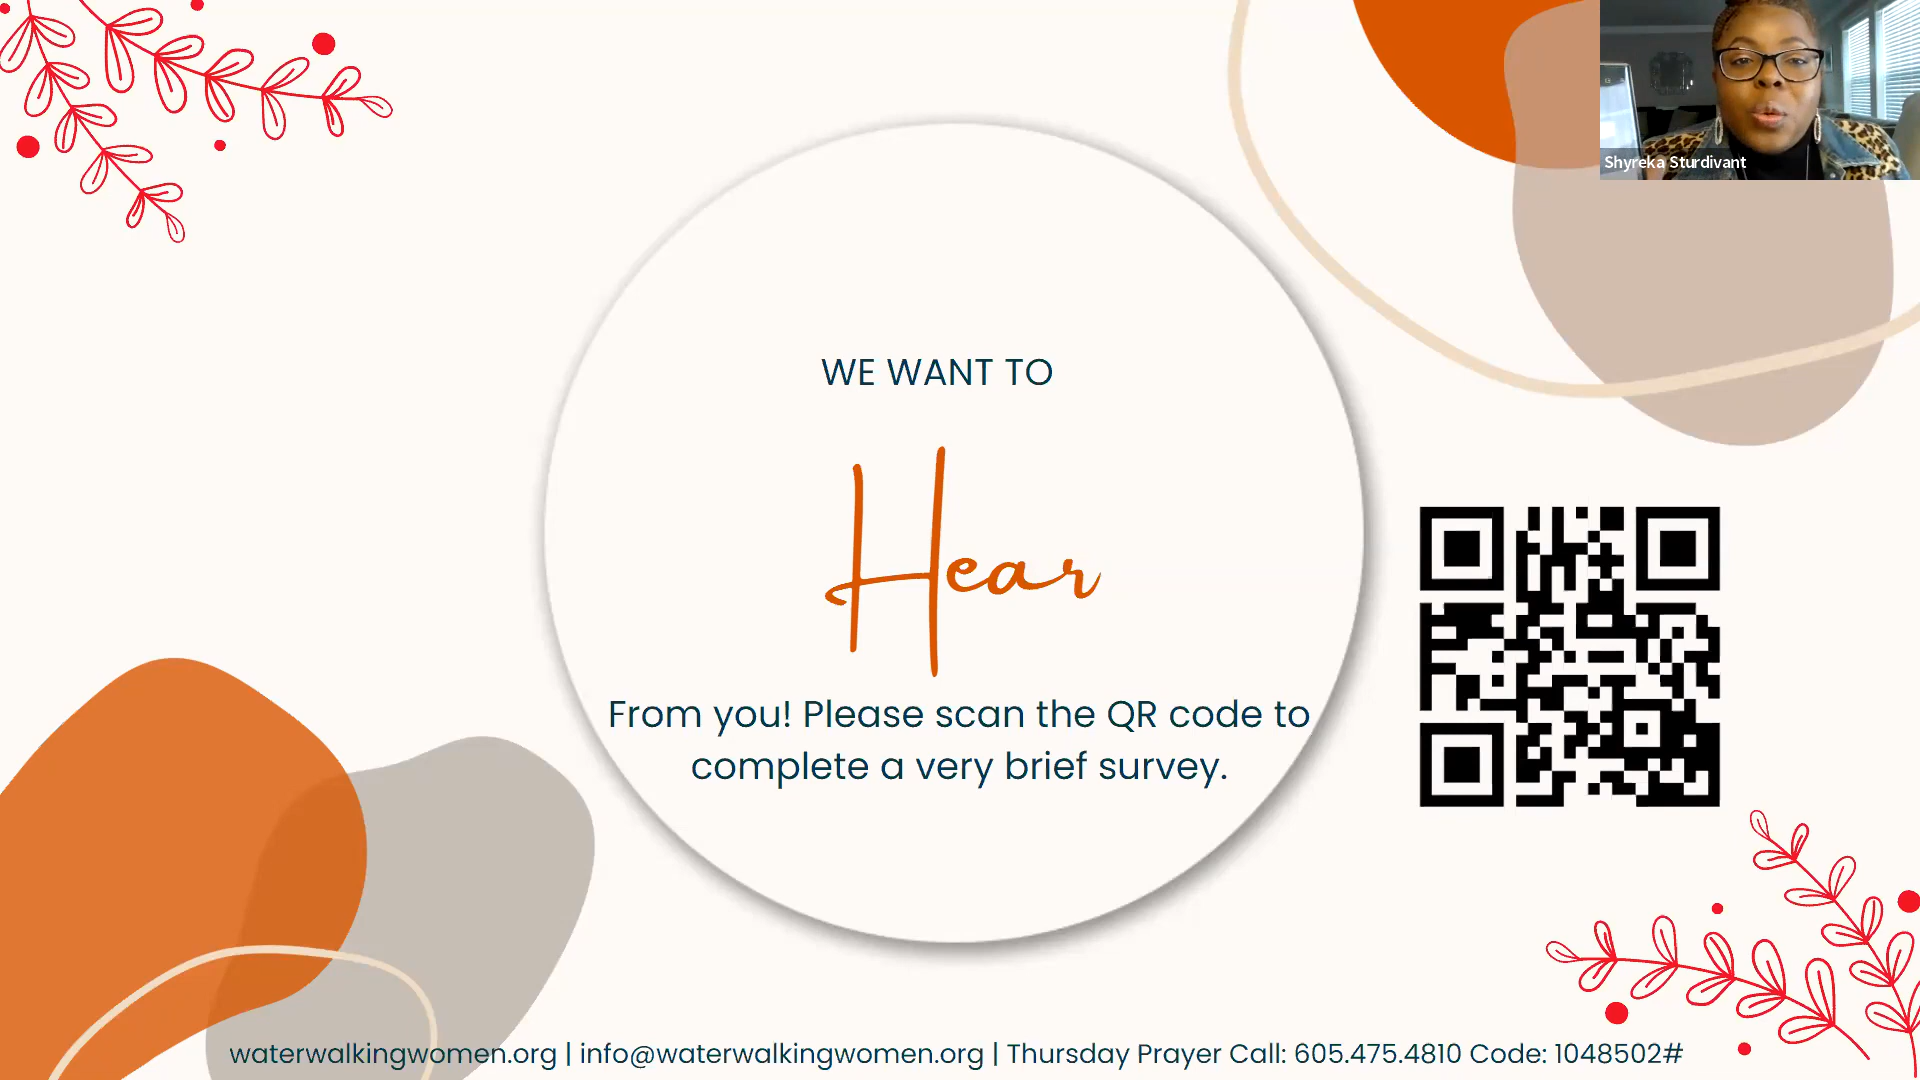 Shyreka Sturdivant
WE WANT TO
Hear
From you! Please scan the QR code to
complete a very brief survey.
waterwalkingwomen.org | info@waterwalkingwomen.org | Thursday Prayer Call: 605.475.4810 Code: 1048502#